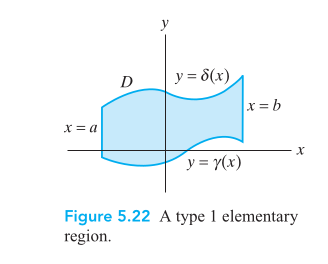 y
D
y = δ(x)
x = b
x = a
x
y = γ(x)
Figure 5.22 A type 1 elementary
region.